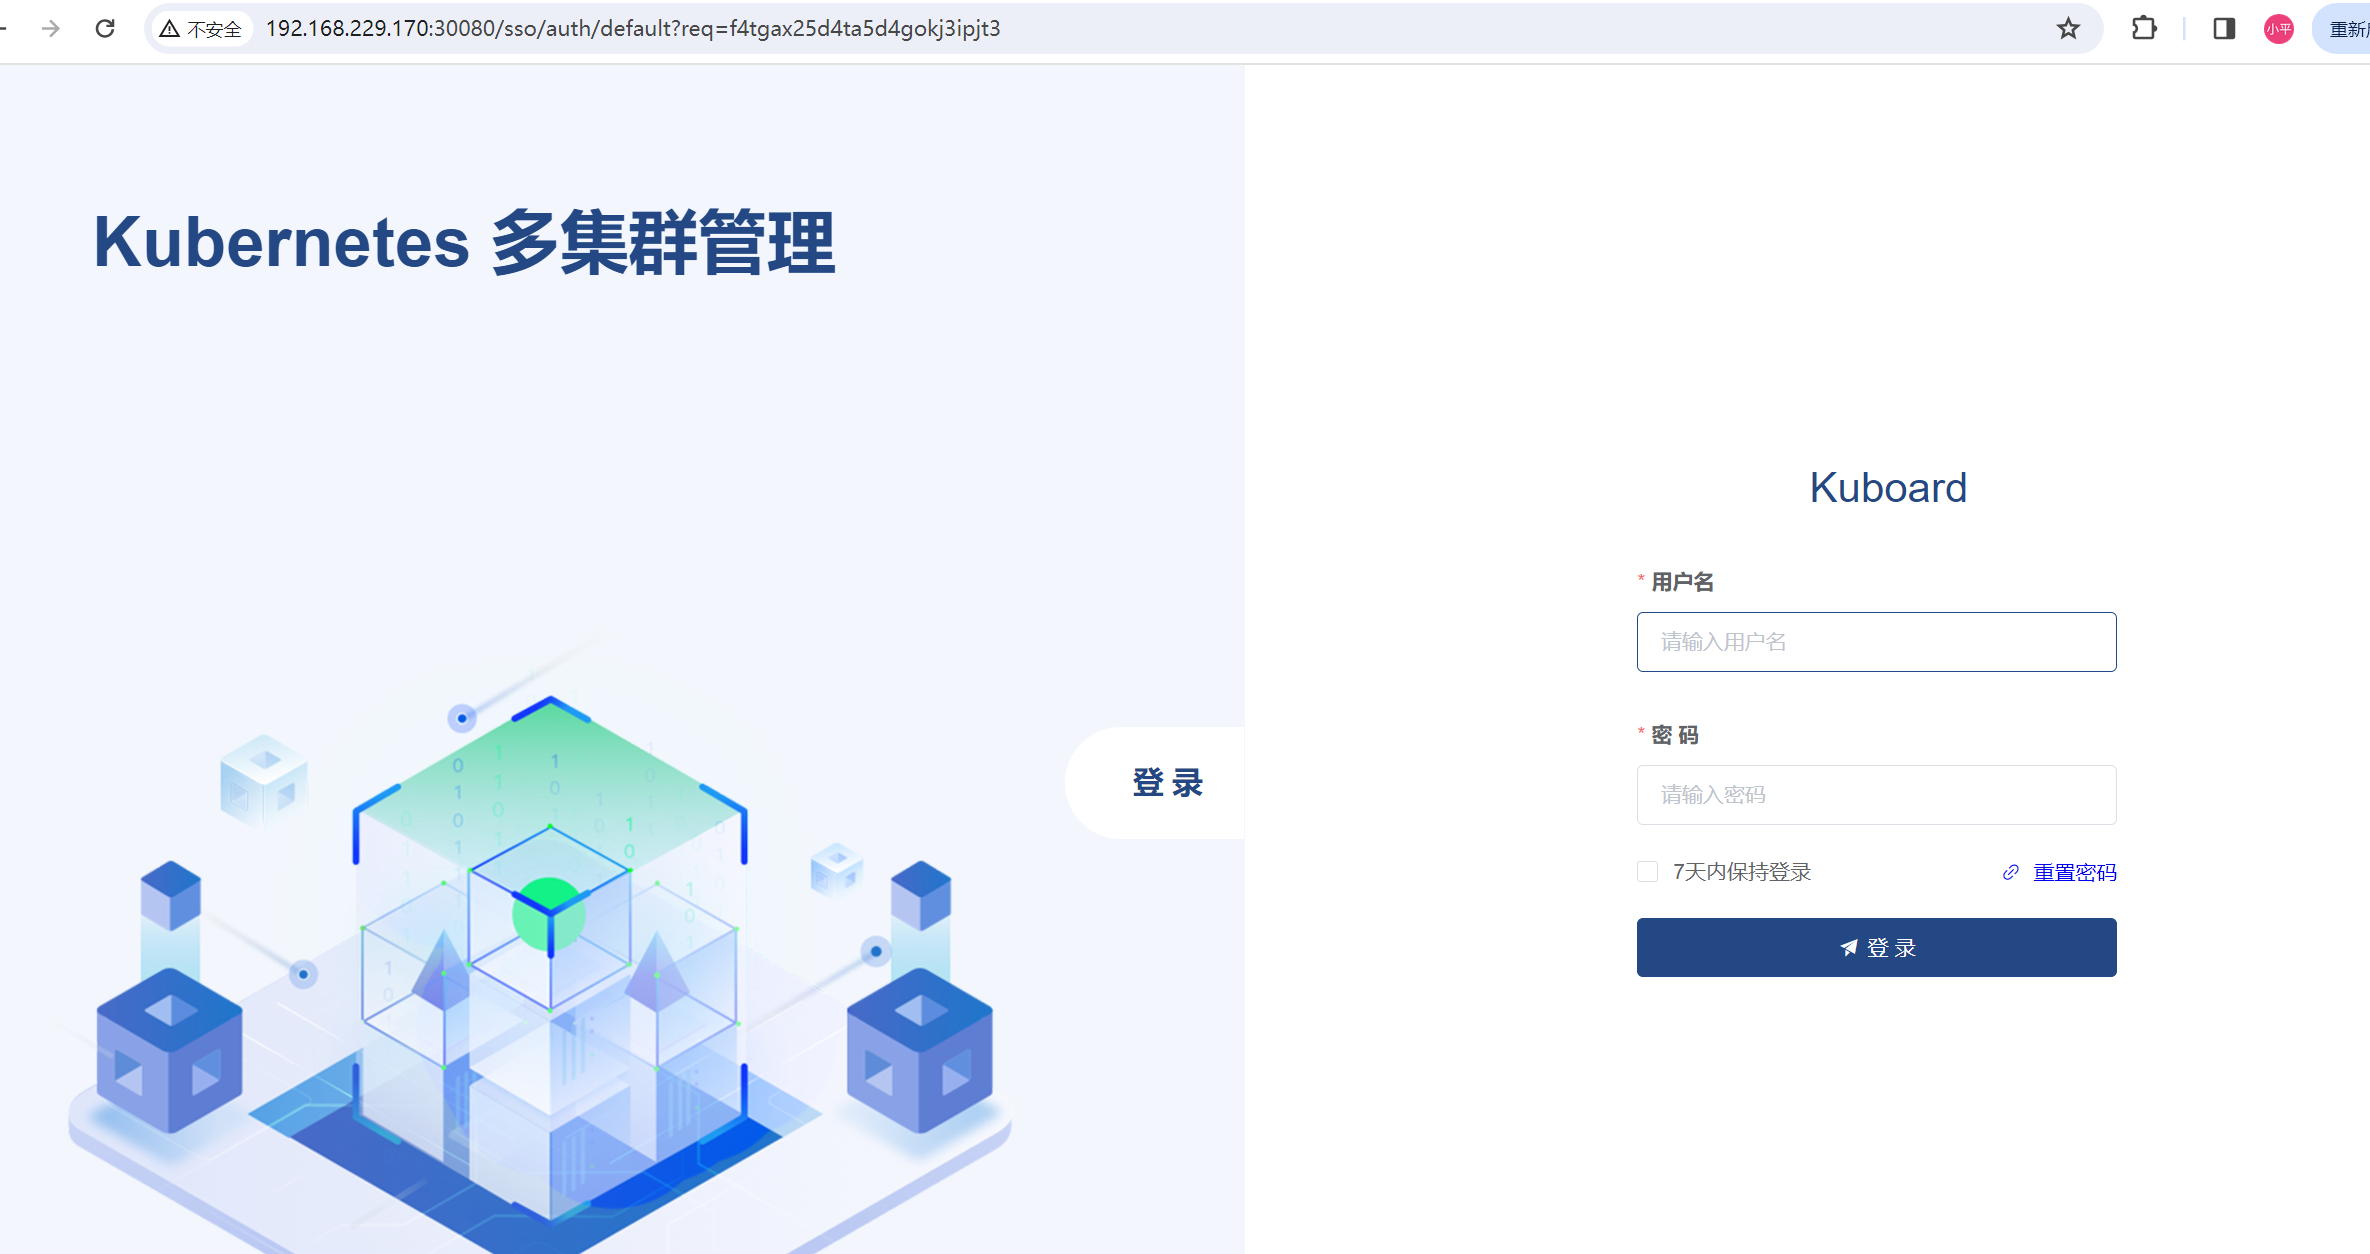 不安全 192.168.229.170:30080/sso/auth/default?req=f4tgax25d4ta5d4gokj3ipjt3 小平 重新
Kubernetes 多集群管理
登 录
Kuboard
* 用户名
请输入用户名
* 密 码
请输入密码
7天内保持登录 重置密码
登 录